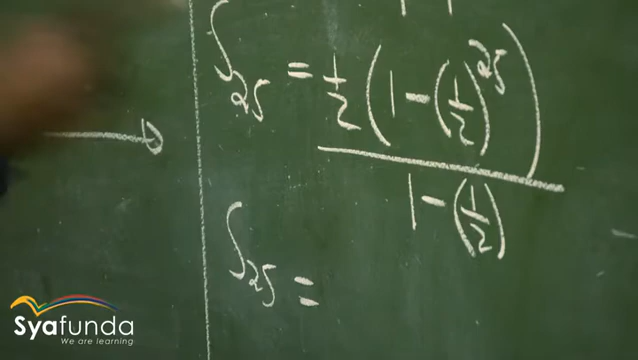 S₂₅ = ½ (1 - (½)²⁵)
1 - (½)
S₂₅ =
Syafunda
We are learning